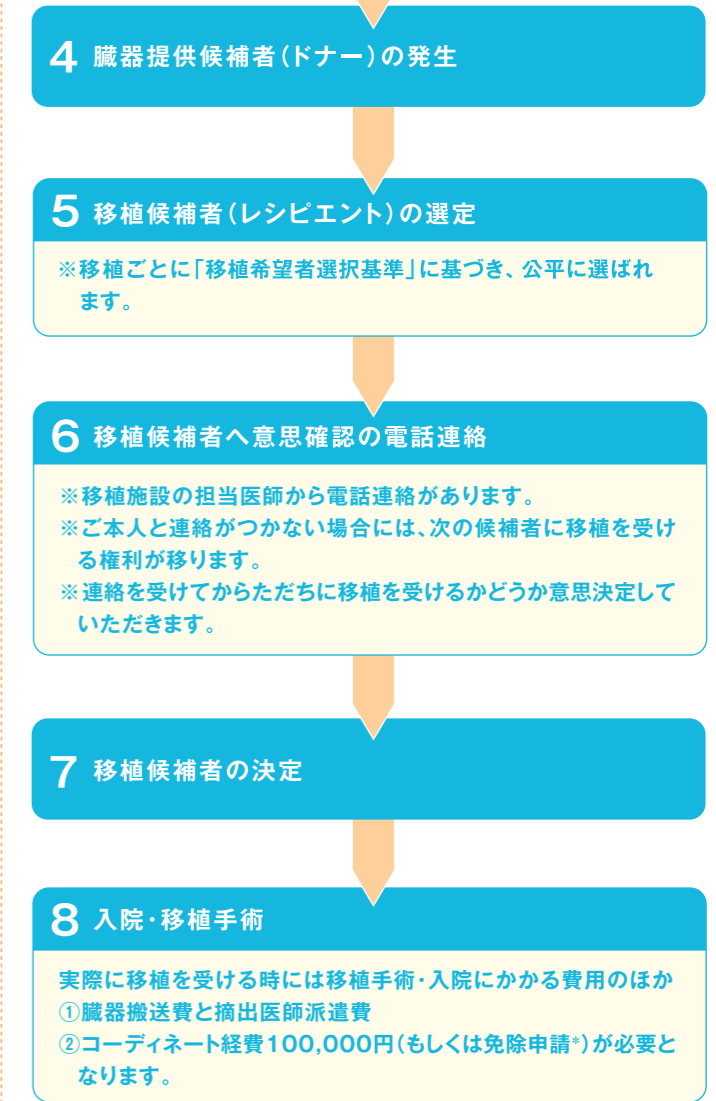 4 臓器提供候補者(ドナー)の発生
5 移植候補者(レシピエント)の選定
※移植ごとに「移植希望者選択基準」に基づき、公平に選ばれ
ます。
6 移植候補者へ意思確認の電話連絡
※移植施設の担当医師から電話連絡があります。
※ご本人と連絡がつかない場合には、次の候補者に移植を受け
る権利が移ります。
※連絡を受けてからただちに移植を受けるかどうか意思決定して
いただきます。
7 移植候補者の決定
8 入院・移植手術
実際に移植を受ける時には移植手術・入院にかかる費用のほか
①臓器搬送費と摘出医師派遣費
②コーディネート経費100,000円(もしくは免除申請*)が必要と
なります。